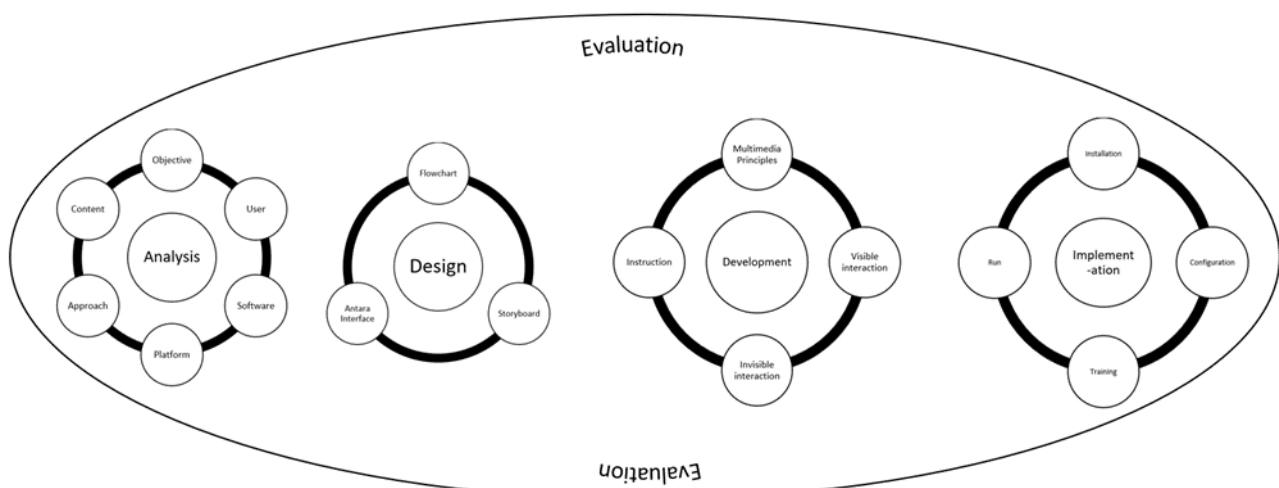 Evaluation
Objective
Content
User
Analysis
Approach
Software
Platform
Flowchart
Design
Antara
Interface
Storyboard
Multimedia
Principles
Instruction
Development
Visible
interaction
Invisible
interaction
Installation
Run
Implement
-ation
Configuration
Training
Evaluation